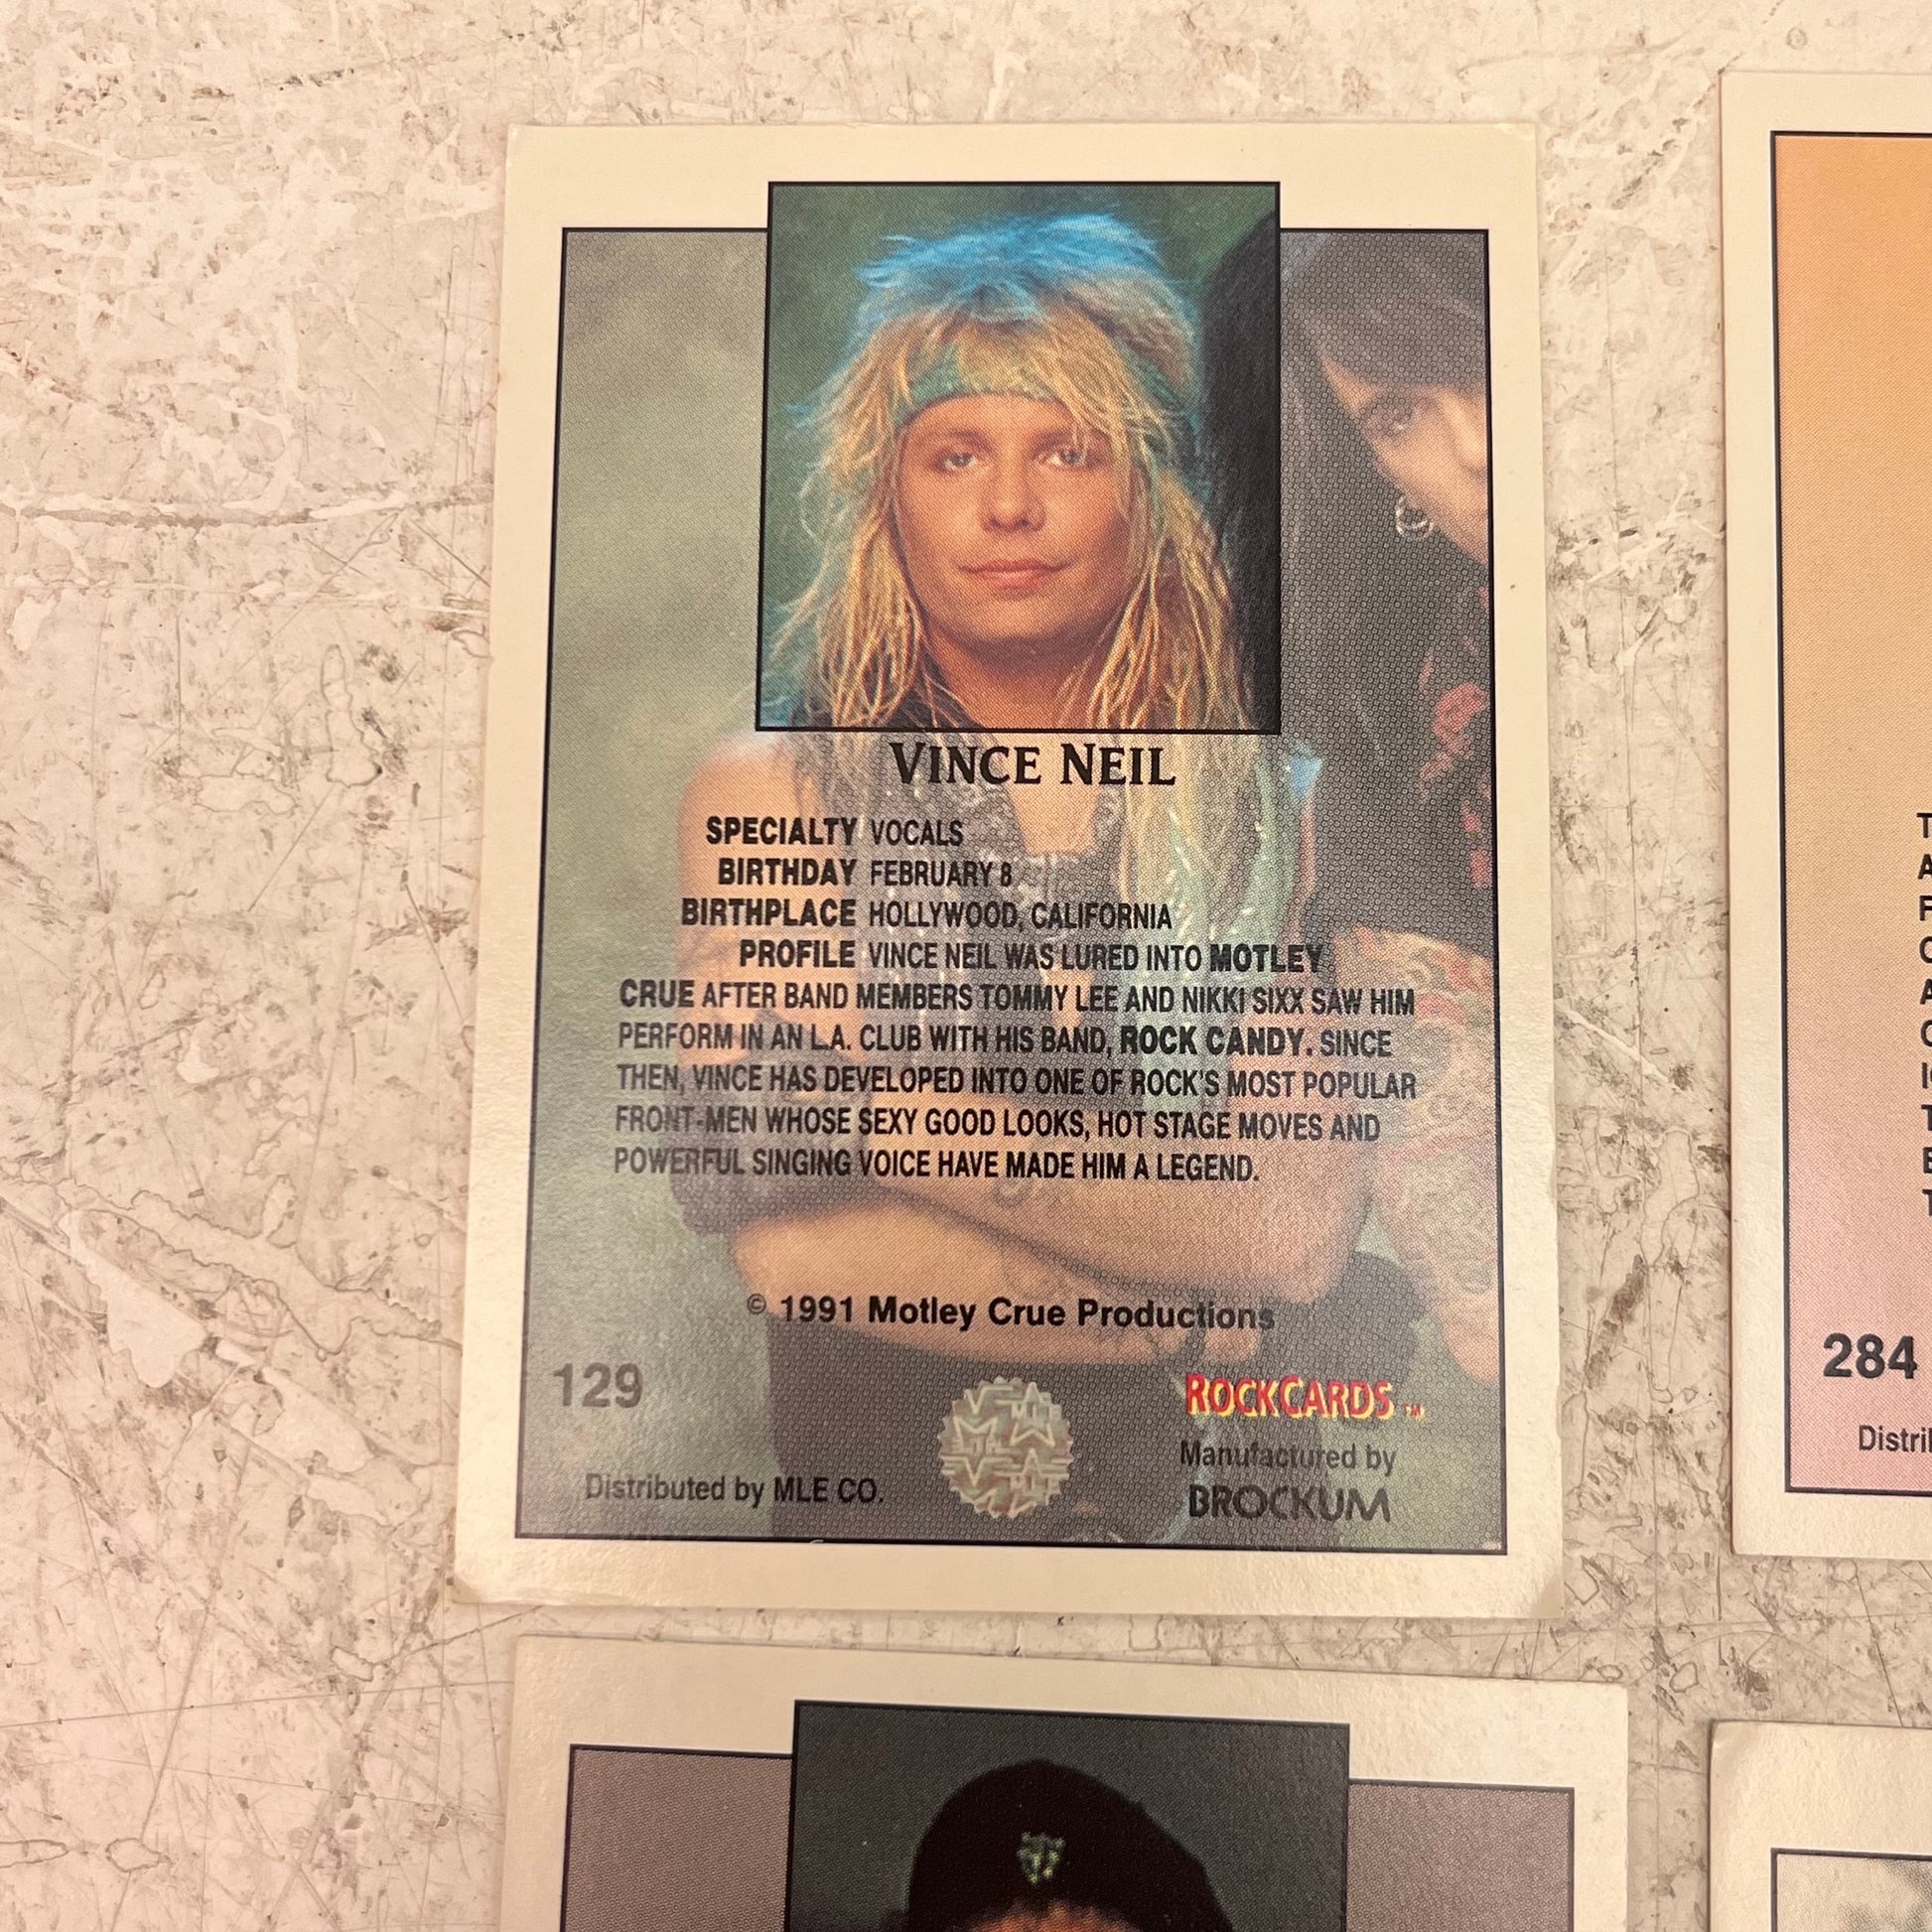 VINCE NEIL
SPECIALTY VOCALS
BIRTHDAY FEBRUARY 8
BIRTHPLACE HOLLYWOOD, CALIFORNIA
PROFILE VINCE NEIL WAS LURED INTO MOTLEY
CRUE AFTER BAND MEMBERS TOMMY LEE AND NIKKI SIXX SAW HIM
PERFORM IN AN L.A. CLUB WITH HIS BAND, ROCK CANDY. SINCE
THEN, VINCE HAS DEVELOPED INTO ONE OF ROCK'S MOST POPULAR
FRONT-MEN WHOSE SEXY GOOD LOOKS, HOT STAGE MOVES AND
POWERFUL SINGING VOICE HAVE MADE HIM A LEGEND.
© 1991 Motley Crue Productions
129
ROCKCARDS TM
Manufactured by
BROCKUM
Distributed by MLE CO.
284